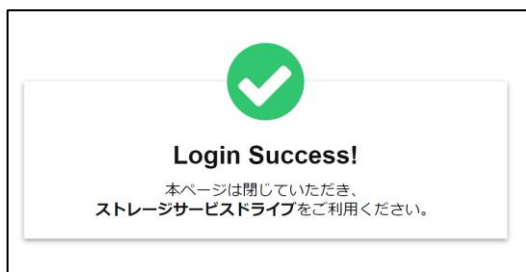 Login Success!
本ページは閉じていただき、
ストレージサービスドライブをご利用ください。